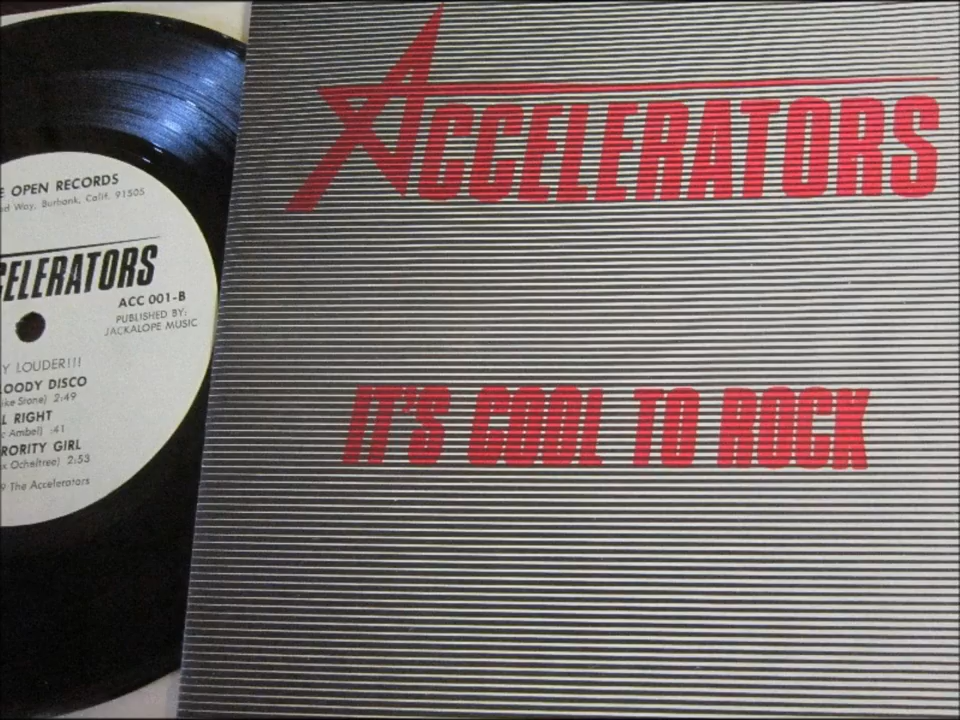 E OPEN RECORDS
Way, Burbank, Calif. 91505
CELERATORS
ACC 001-B
PUBLISHED BY:
JACKALOPE MUSIC
Y LOUDER!!!
LOODY DISCO
ike Stone) 2:49
L RIGHT
c Ambel) :41
RORITY GIRL
x Ocheltree) 2:53
9 The Accelerators
ACCELERATORS
IT'S COOL TO ROCK